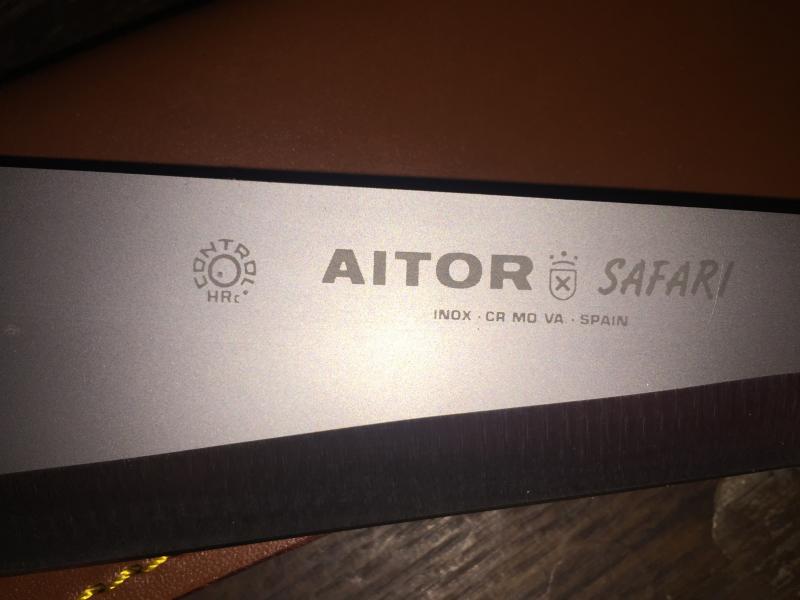 CONTROL
HRc
AITOR SAFARI
INOX · CR MO VA · SPAIN